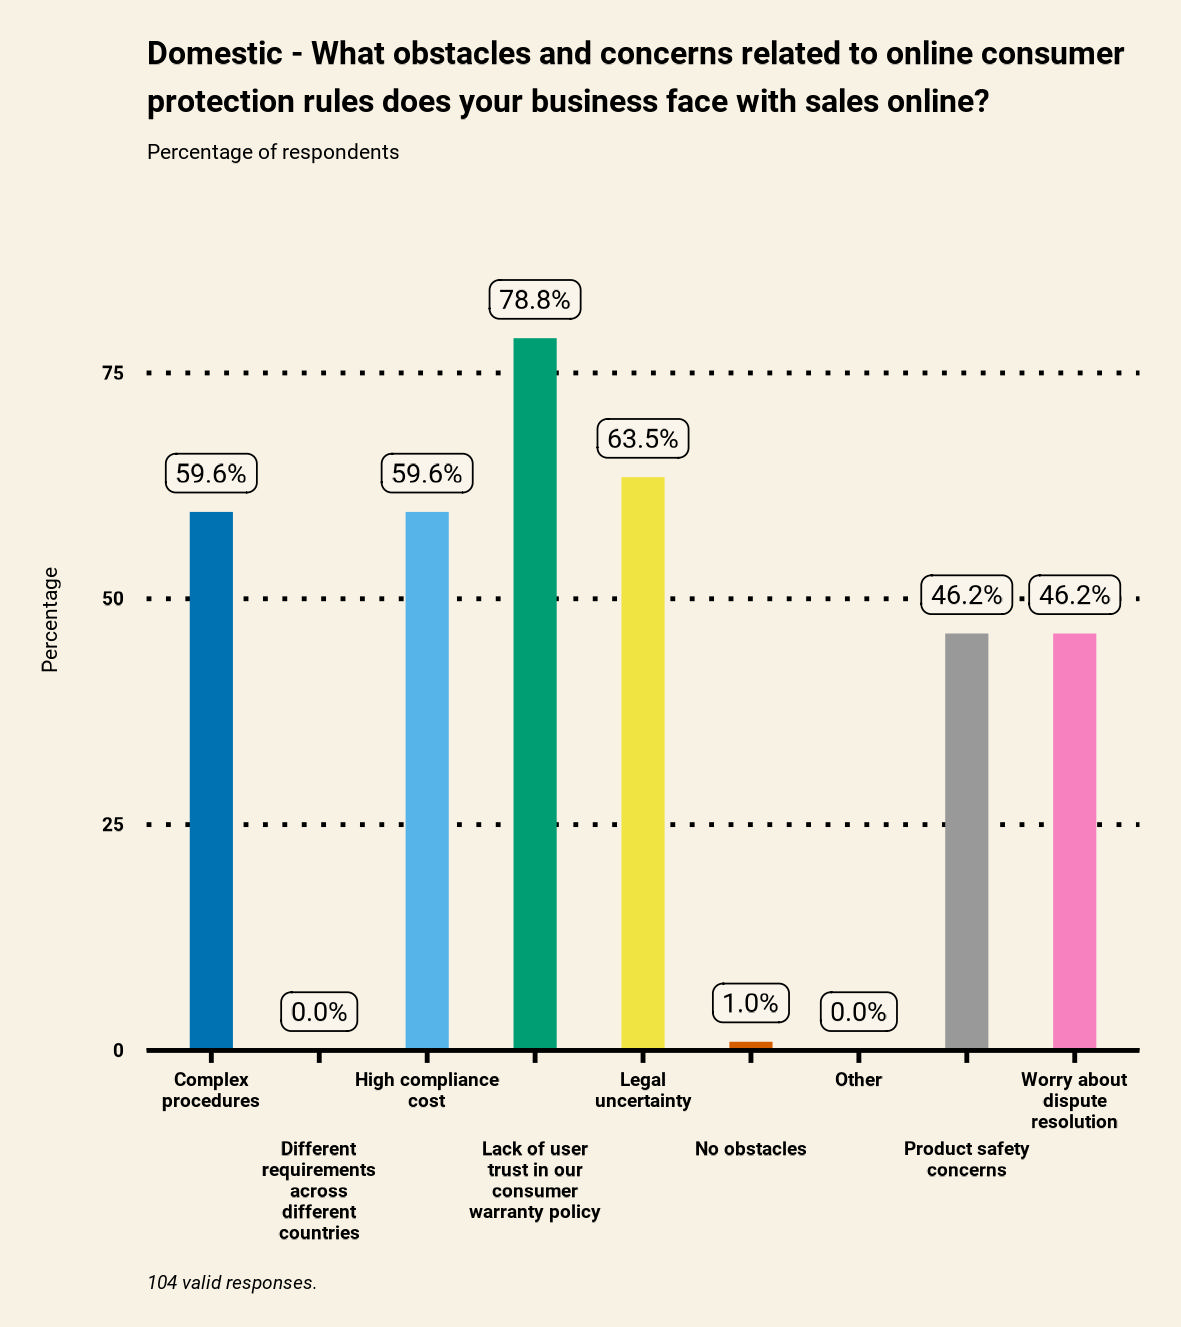 Domestic - What obstacles and concerns related to online consumer
protection rules does your business face with sales online?
Percentage of respondents
78.8%
75
63.5%
59.6%
59.6%
Percentage
50
46.2%
46.2%
25
1.0%
0.0%
0.0%
0
Complex
procedures
High compliance
cost
Legal
uncertainty
Other
Worry about
dispute
resolution
Different
requirements
across
different
countries
Lack of user
trust in our
consumer
warranty policy
No obstacles
Product safety
concerns
104 valid responses.